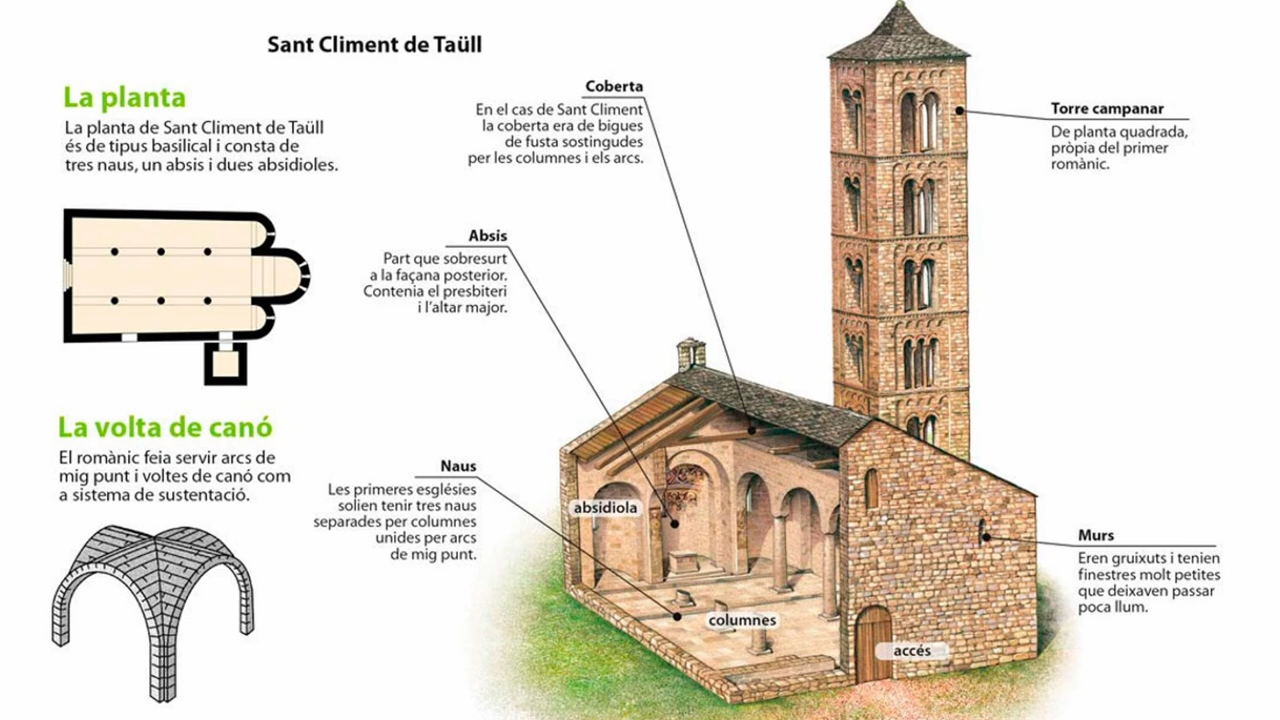 Sant Climent de Taüll
La planta
La planta de Sant Climent de Taüll
és de tipus basilical i consta de
tres naus, un absis i dues absidioles.
La volta de canó
El romànic feia servir arcs de
mig punt i voltes de canó com
a sistema de sustentació.
Coberta
En el cas de Sant Climent
la coberta era de bigues
de fusta sostingudes
per les columnes i els arcs.
Absis
Part que sobresurt
a la façana posterior.
Contenia el presbiteri
i l’altar major.
Naus
Les primeres esglésies
solien tenir tres naus
separades per columnes
unides per arcs
de mig punt.
absidiola
columnes
accés
Torre campanar
De planta quadrada,
pròpia del primer
romànic.
Murs
Eren gruixuts i tenien
finestres molt petites
que deixaven passar
poca llum.